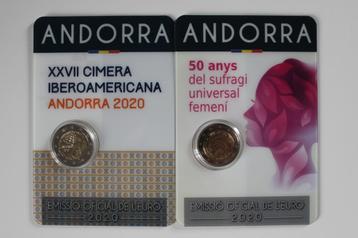 ANDORRA
XXVII CIMERA
IBEROAMERICANA
ANDORRA 2020
EMISSIÓ OFICIAL DE L'EURO
2020
ANDORRA
50 anys
del sufragi
universal
femení
EMISSIÓ OFICIAL DE L'EURO
2020